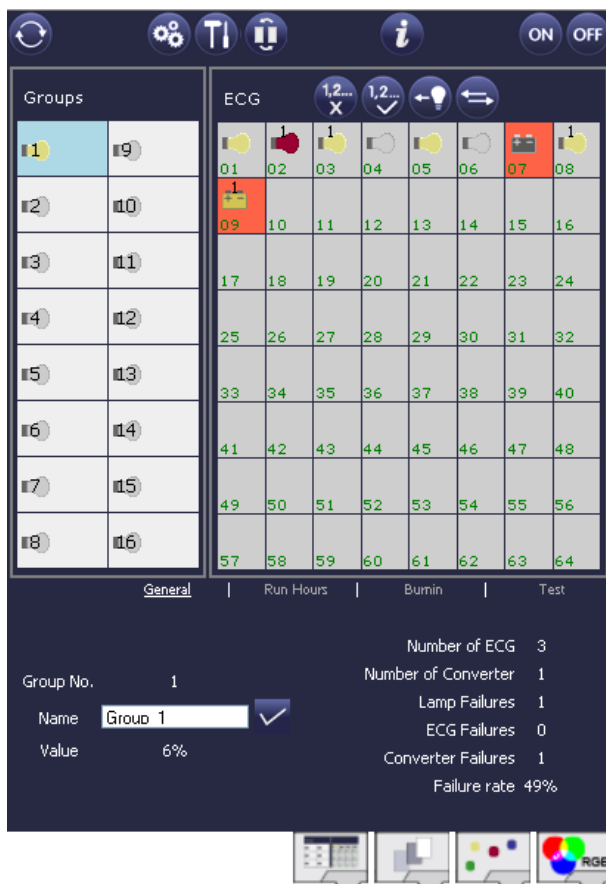 i ON OFF
Groups
ECG 1,2... X 1,2...
1 9
2 10
3 11
4 12
5 13
6 14
7 15
8 16
1 1 1
01 02 03 04 05 06 07 08
1
09 10 11 12 13 14 15 16
17 18 19 20 21 22 23 24
25 26 27 28 29 30 31 32
33 34 35 36 37 38 39 40
41 42 43 44 45 46 47 48
49 50 51 52 53 54 55 56
57 58 59 60 61 62 63 64
General | Run Hours | Burnin | Test
Group No. 1
Name Group 1
Value 6%
Number of ECG 3
Number of Converter 1
Lamp Failures 1
ECG Failures 0
Converter Failures 1
Failure rate 49%
RGB